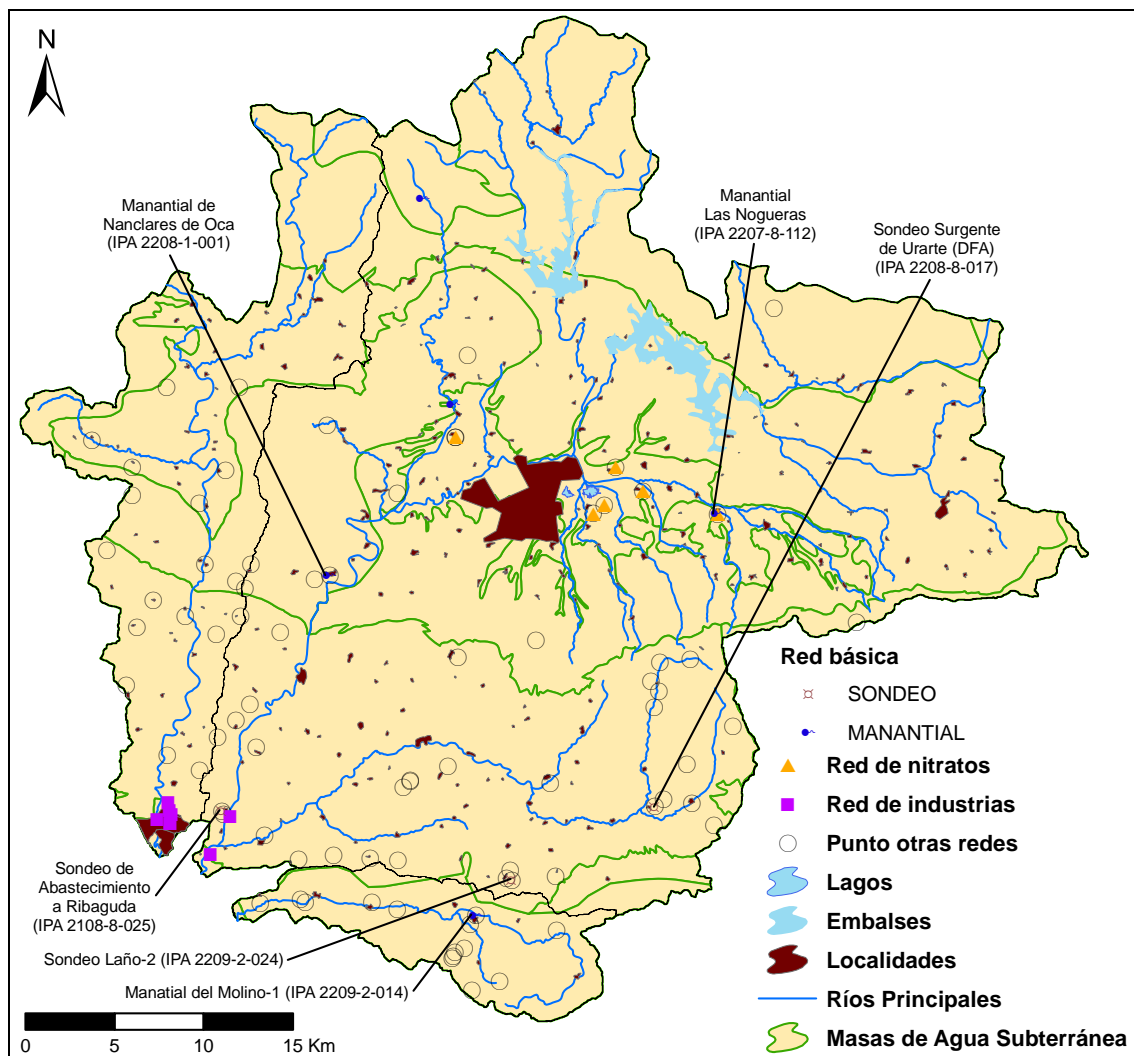 N
Manantial de
Nanclares de Oca
(IPA 2208-1-001)
Manantial
Las Nogueras
(IPA 2207-8-112)
Sondeo Surgente
de Urarte (DFA)
(IPA 2208-8-017)
Sondeo de
Abastecimiento
a Ribaguda
(IPA 2108-8-025)
Sondeo Laño-2 (IPA 2209-2-024)
Manatial del Molino-1 (IPA 2209-2-014)
0 5 10 15 Km
Red básica
SONDEO
MANANTIAL
Red de nitratos
Red de industrias
Punto otras redes
Lagos
Embalses
Localidades
Ríos Principales
Masas de Agua Subterránea